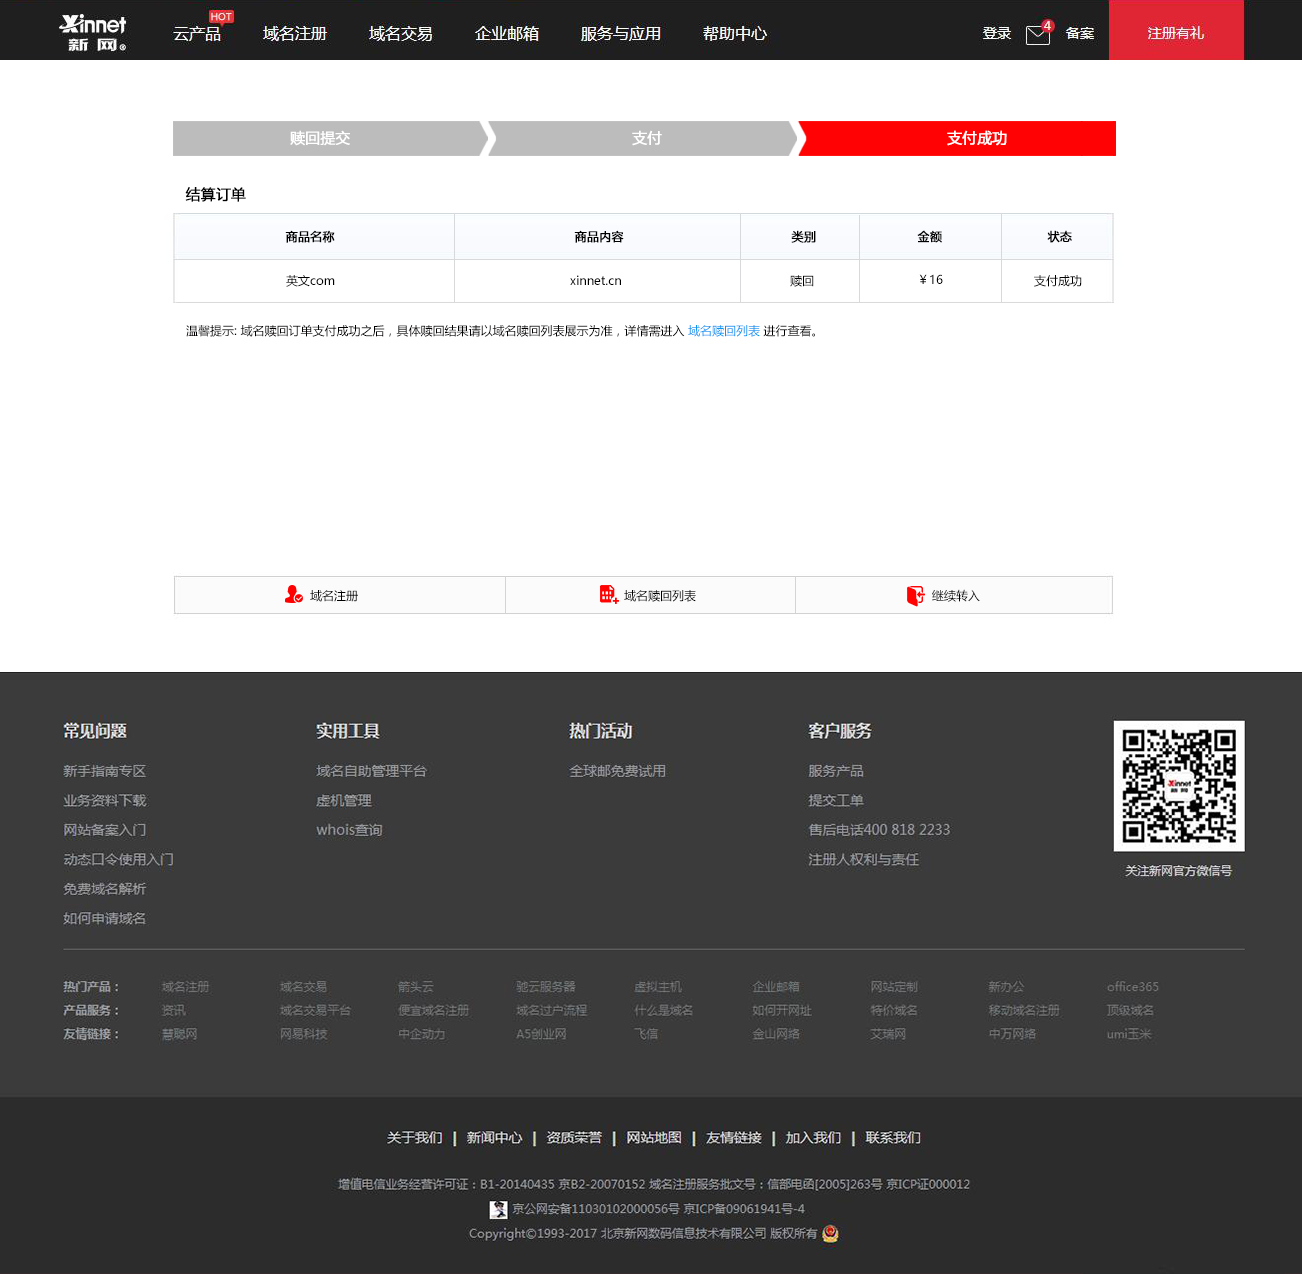 Xinnet
新 网®
云产品 HOT 域名注册 域名交易 企业邮箱 服务与应用 帮助中心 登录 4 备案 注册有礼
赎回提交 支付 支付成功
结算订单
商品名称 商品内容 类别 金额 状态
英文com xinnet.cn 赎回 ¥16 支付成功
温馨提示: 域名赎回订单支付成功之后，具体赎回结果请以域名赎回列表展示为准，详情需进入 域名赎回列表 进行查看。
域名注册 域名赎回列表 继续转入
常见问题 实用工具 热门活动 客户服务
新手指南专区 域名自助管理平台 全球邮免费试用 服务产品
业务资料下载 虚机管理 提交工单
网站备案入门 whois查询 售后电话400 818 2233
动态口令使用入门 注册人权利与责任
免费域名解析
如何申请域名
Xinnet
新 网
关注新网官方微信号
热门产品： 域名注册 域名交易 箭头云 驰云服务器 虚拟主机 企业邮箱 网站定制 新办公 office365
产品服务： 资讯 域名交易平台 便宜域名注册 域名过户流程 什么是域名 如何开网址 特价域名 移动域名注册 顶级域名
友情链接： 慧聪网 网易科技 中企动力 A5创业网 飞信 金山网络 艾瑞网 中万网络 umi玉米
关于我们 | 新闻中心 | 资质荣誉 | 网站地图 | 友情链接 | 加入我们 | 联系我们
增值电信业务经营许可证：B1-20140435 京B2-20070152 域名注册服务批文号：信部电函[2005]263号 京ICP证000012
京公网安备11030102000056号 京ICP备09061941号-4
Copyright©1993-2017 北京新网数码信息技术有限公司 版权所有